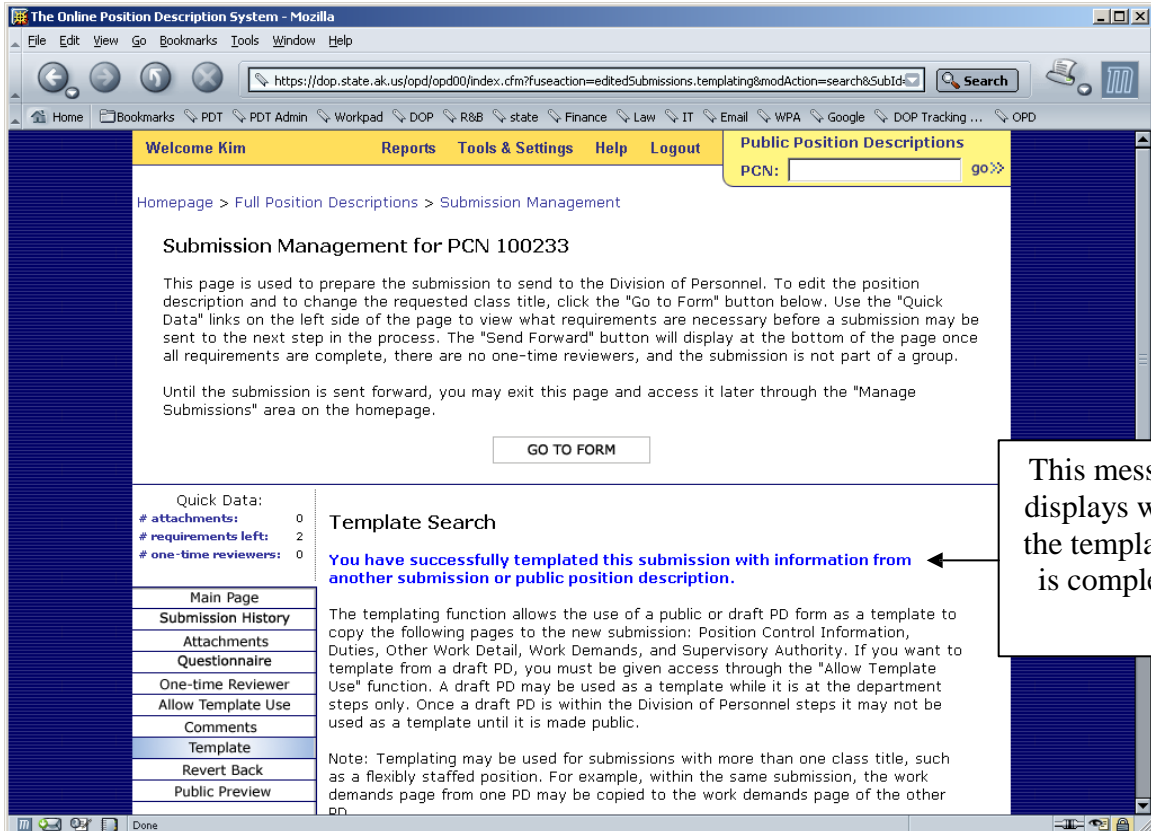 The Online Position Description System - Mozilla
File Edit View Go Bookmarks Tools Window Help
https://dop.state.ak.us/opd/opd00/index.cfm?fuseaction=editedSubmissions.templating&modAction=search&SubId=
Search
Home Bookmarks PDT PDT Admin Workpad DOP R&B state Finance Law IT Email WPA Google DOP Tracking ... OPD
Welcome Kim Reports Tools & Settings Help Logout Public Position Descriptions
PCN: go
Homepage > Full Position Descriptions > Submission Management
Submission Management for PCN 100233
This page is used to prepare the submission to send to the Division of Personnel. To edit the position
description and to change the requested class title, click the "Go to Form" button below. Use the "Quick
Data" links on the left side of the page to view what requirements are necessary before a submission may be
sent to the next step in the process. The "Send Forward" button will display at the bottom of the page once
all requirements are complete, there are no one-time reviewers, and the submission is not part of a group.
Until the submission is sent forward, you may exit this page and access it later through the "Manage
Submissions" area on the homepage.
GO TO FORM
Quick Data:
# attachments: 0
# requirements left: 2
# one-time reviewers: 0
Main Page
Submission History
Attachments
Questionnaire
One-time Reviewer
Allow Template Use
Comments
Template
Revert Back
Public Preview
Template Search
You have successfully templated this submission with information from
another submission or public position description.
The templating function allows the use of a public or draft PD form as a template to
copy the following pages to the new submission: Position Control Information,
Duties, Other Work Detail, Work Demands, and Supervisory Authority. If you want to
template from a draft PD, you must be given access through the "Allow Template
Use" function. A draft PD may be used as a template while it is at the department
steps only. Once a draft PD is within the Division of Personnel steps it may not be
used as a template until it is made public.
Note: Templating may be used for submissions with more than one class title, such
as a flexibly staffed position. For example, within the same submission, the work
demands page from one PD may be copied to the work demands page of the other
PD
This mess
displays w
the templa
is comple
Done